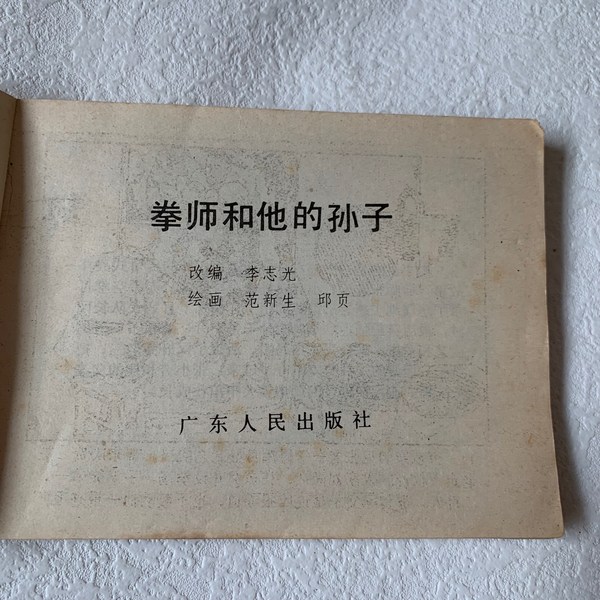 拳师和他的孙子
改编 李志光
绘画 范新生 邱页
广东人民出版社